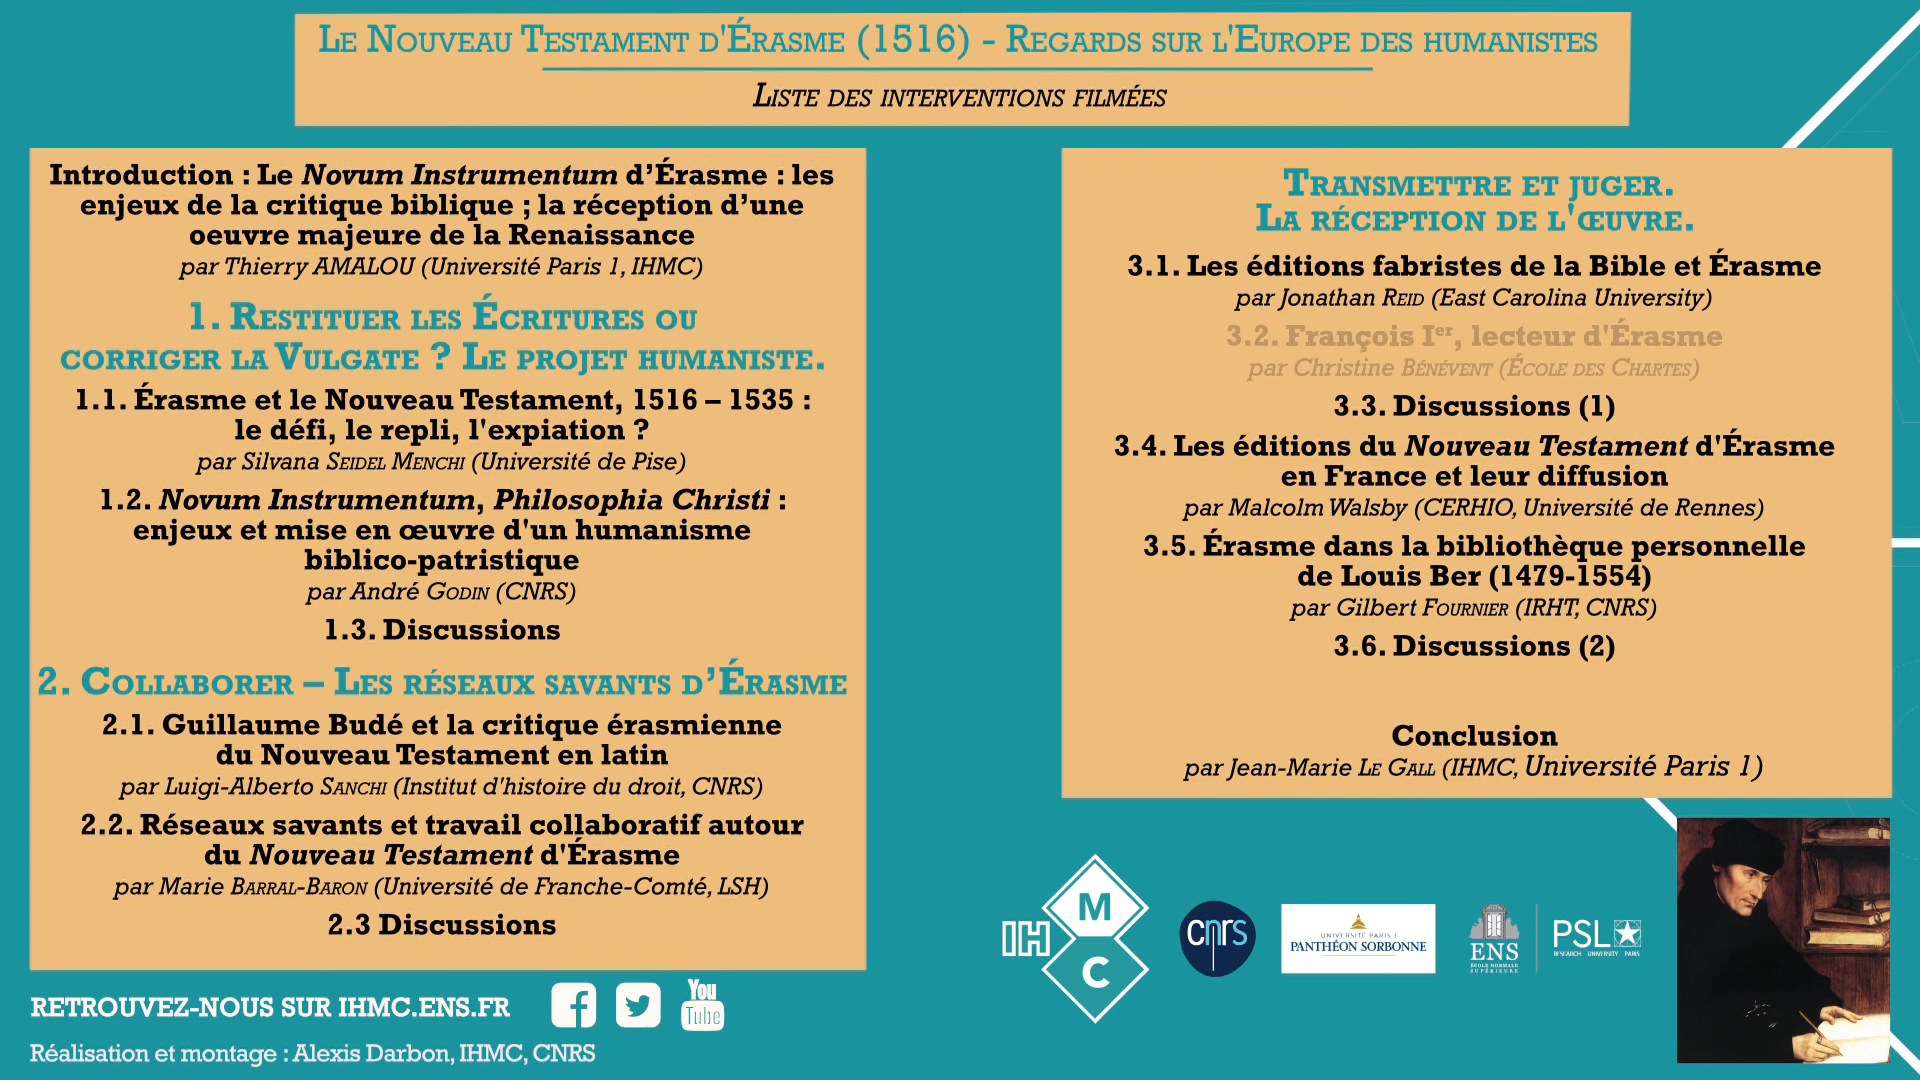 Le Nouveau Testament d'Érasme (1516) - Regards sur l'Europe des humanistes
Liste des interventions filmées
Introduction : Le Novum Instrumentum d’Érasme : les
enjeux de la critique biblique ; la réception d’une
oeuvre majeure de la Renaissance
par Thierry AMALOU (Université Paris 1, IHMC)
1. Restituer les Écritures ou
corriger la Vulgate ? Le projet humaniste.
1.1. Érasme et le Nouveau Testament, 1516 – 1535 :
le défi, le repli, l'expiation ?
par Silvana Seidel Menchi (Université de Pise)
1.2. Novum Instrumentum, Philosophia Christi :
enjeux et mise en œuvre d'un humanisme
biblico-patristique
par André Godin (CNRS)
1.3. Discussions
2. Collaborer – Les réseaux savants d’Érasme
2.1. Guillaume Budé et la critique érasmienne
du Nouveau Testament en latin
par Luigi-Alberto Sanchi (Institut d'histoire du droit, CNRS)
2.2. Réseaux savants et travail collaboratif autour
du Nouveau Testament d'Érasme
par Marie Barral-Baron (Université de Franche-Comté, LSH)
2.3 Discussions
Transmettre et juger.
La réception de l'œuvre.
3.1. Les éditions fabristes de la Bible et Érasme
par Jonathan Reid (East Carolina University)
3.2. François Ier, lecteur d'Érasme
par Christine Bénévent (École des Chartes)
3.3. Discussions (1)
3.4. Les éditions du Nouveau Testament d'Érasme
en France et leur diffusion
par Malcolm Walsby (CERHIO, Université de Rennes)
3.5. Érasme dans la bibliothèque personnelle
de Louis Ber (1479-1554)
par Gilbert Fournier (IRHT, CNRS)
3.6. Discussions (2)
Conclusion
par Jean-Marie Le Gall (IHMC, Université Paris 1)
IH M C
cnrs
UNIVERSITÉ PARIS 1
PANTHÉON SORBONNE
ENS
ÉCOLE NORMALE
SUPÉRIEURE
PSL
RESEARCH UNIVERSITY PARIS
RETROUVEZ-NOUS SUR IHMC.ENS.FR
You
Tube
Réalisation et montage : Alexis Darbon, IHMC, CNRS